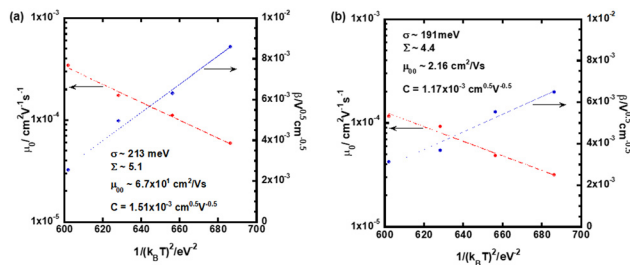 (a)
1x10⁻³
1x10⁻⁴
1x10⁻⁵
μ₀/ cm²V⁻¹s⁻¹
1x10⁻²
8x10⁻³
6x10⁻³
4x10⁻³
2x10⁻³
0
β/V⁰·⁵cm⁻⁰·⁵
σ ~ 213 meV
Σ ~ 5.1
μ₀₀ ~ 6.7x10¹ cm²/Vs
C = 1.51x10⁻³ cm⁰·⁵V⁻⁰·⁵
600 620 640 660 680 700
1/(k_BT)²/eV⁻²
(b)
1x10⁻³
1x10⁻⁴
1x10⁻⁵
μ₀/ cm²V⁻¹s⁻¹
1x10⁻²
8x10⁻³
6x10⁻³
4x10⁻³
2x10⁻³
0
β/V⁰·⁵cm⁻⁰·⁵
σ ~ 191meV
Σ ~ 4.4
μ₀₀ ~ 2.16 cm²/Vs
C = 1.17x10⁻³ cm⁰·⁵V⁻⁰·⁵
600 620 640 660 680 700
1/(k_BT)²/eV⁻²